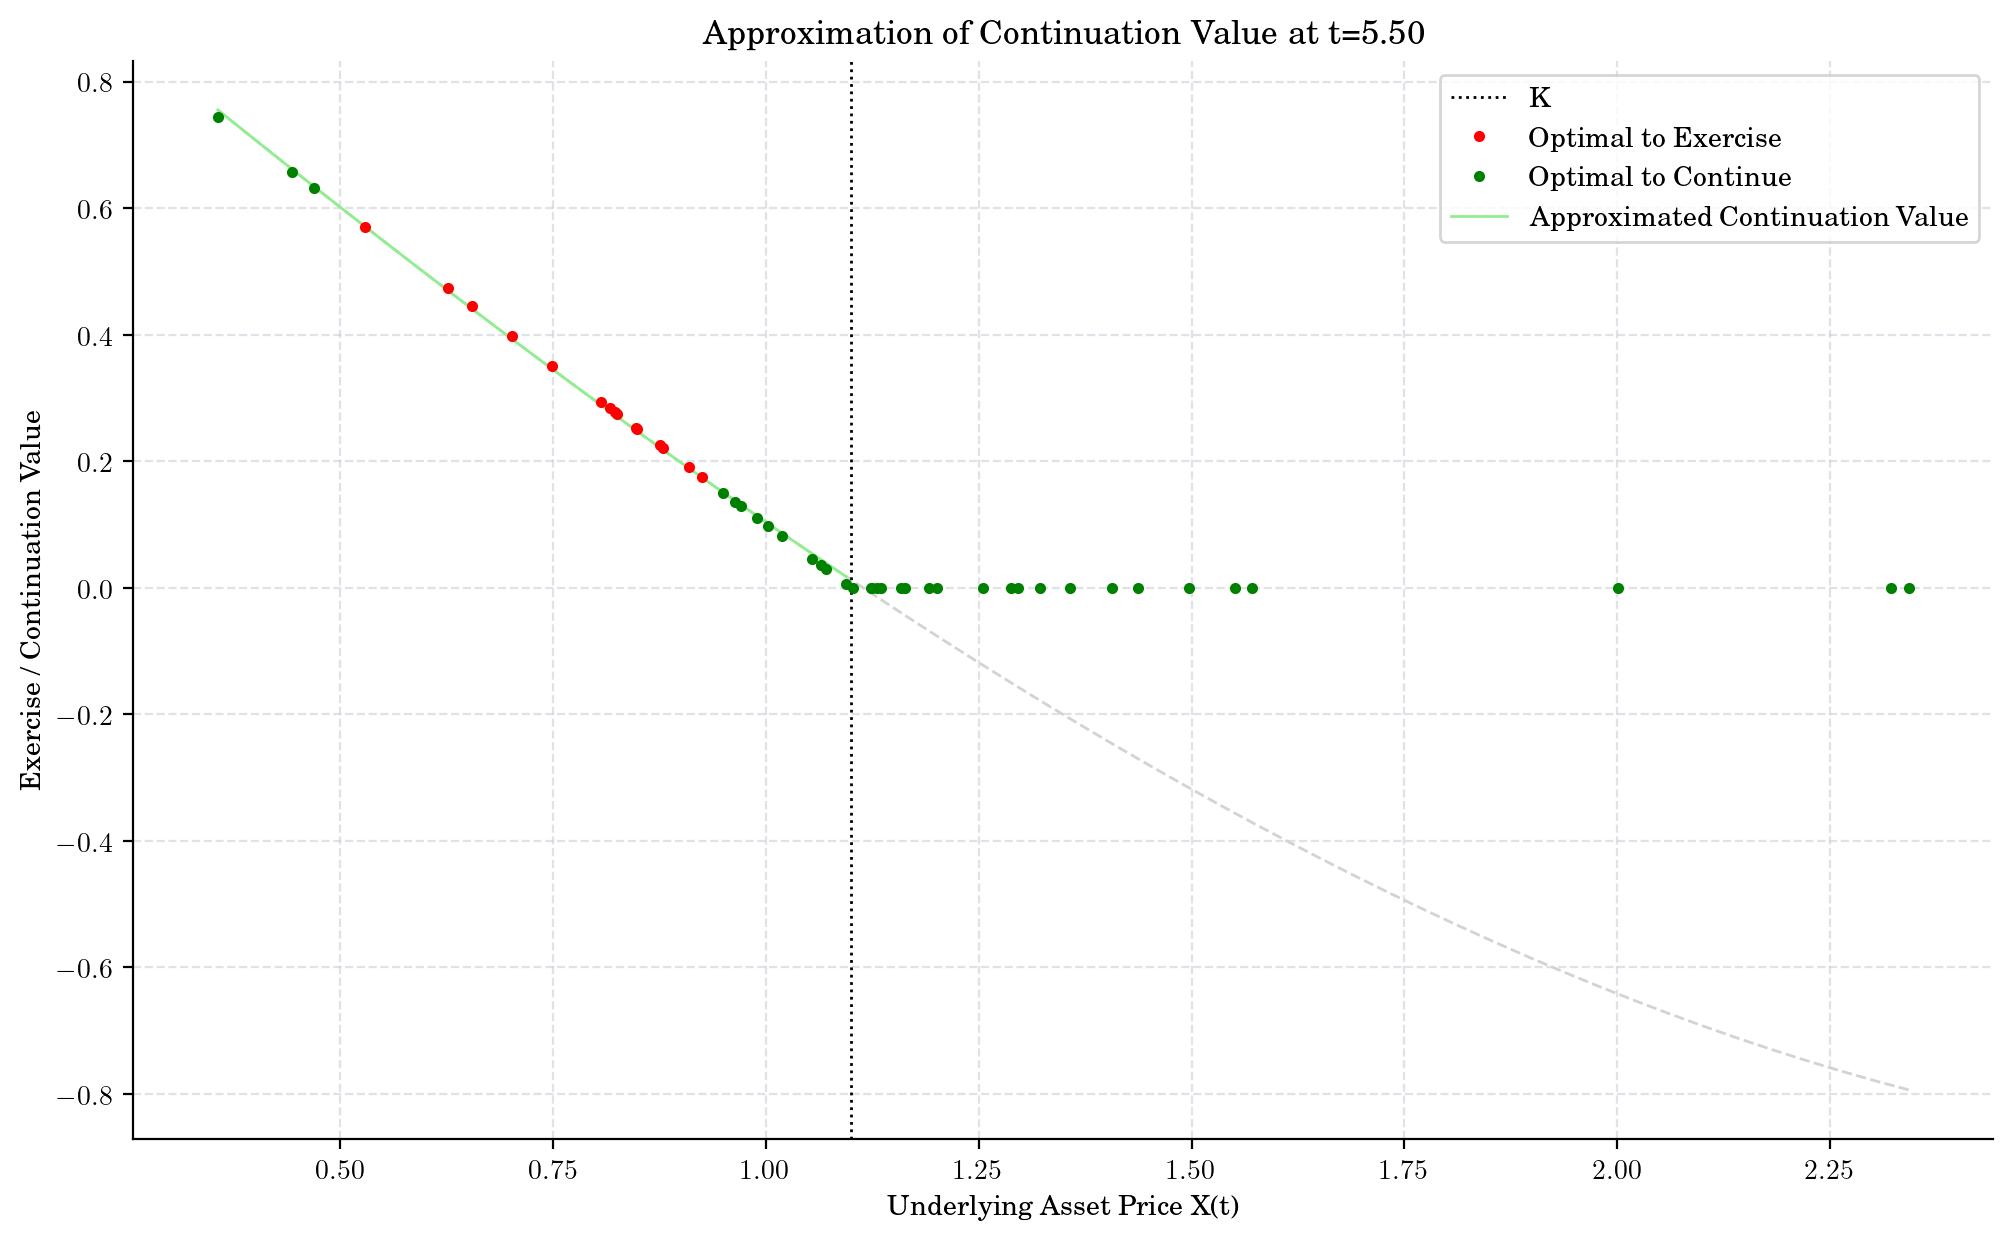 Approximation of Continuation Value at t=5.50
K
Optimal to Exercise
Optimal to Continue
Approximated Continuation Value
Exercise / Continuation Value
0.8
0.6
0.4
0.2
0.0
−0.2
−0.4
−0.6
−0.8
0.50 0.75 1.00 1.25 1.50 1.75 2.00 2.25
Underlying Asset Price X(t)